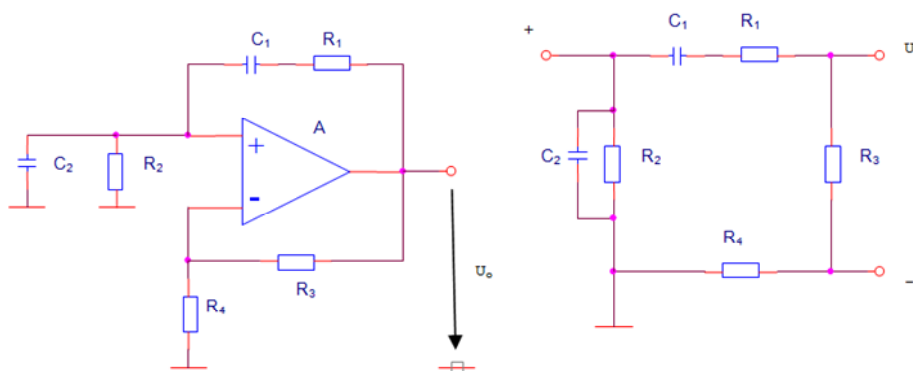 C1 R1
A
+
C2 R2
-
R3
R4
Uo
+ C1 R1 U
C2 R2 R3
R4
-